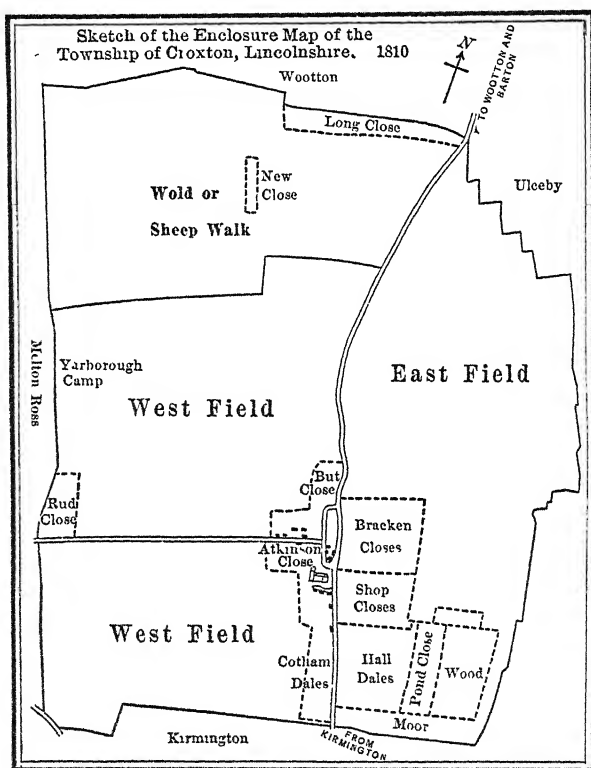 Sketch of the Enclosure Map of the
Township of Croxton, Lincolnshire. 1810
N
TO WOOTTON AND
BARTON
Wootton
Long Close
Ulceby
New
Close
Wold or
Sheep Walk
Melton Ross
Yarborough
Camp
West Field
East Field
But
Close
Rud
Close
Bracken
Closes
Atkinson
Close
Shop
Closes
West Field
Cotham
Dales
Hall
Dales
Pond Close
Wood
Moor
Kirmington
FROM
KIRMINGTON